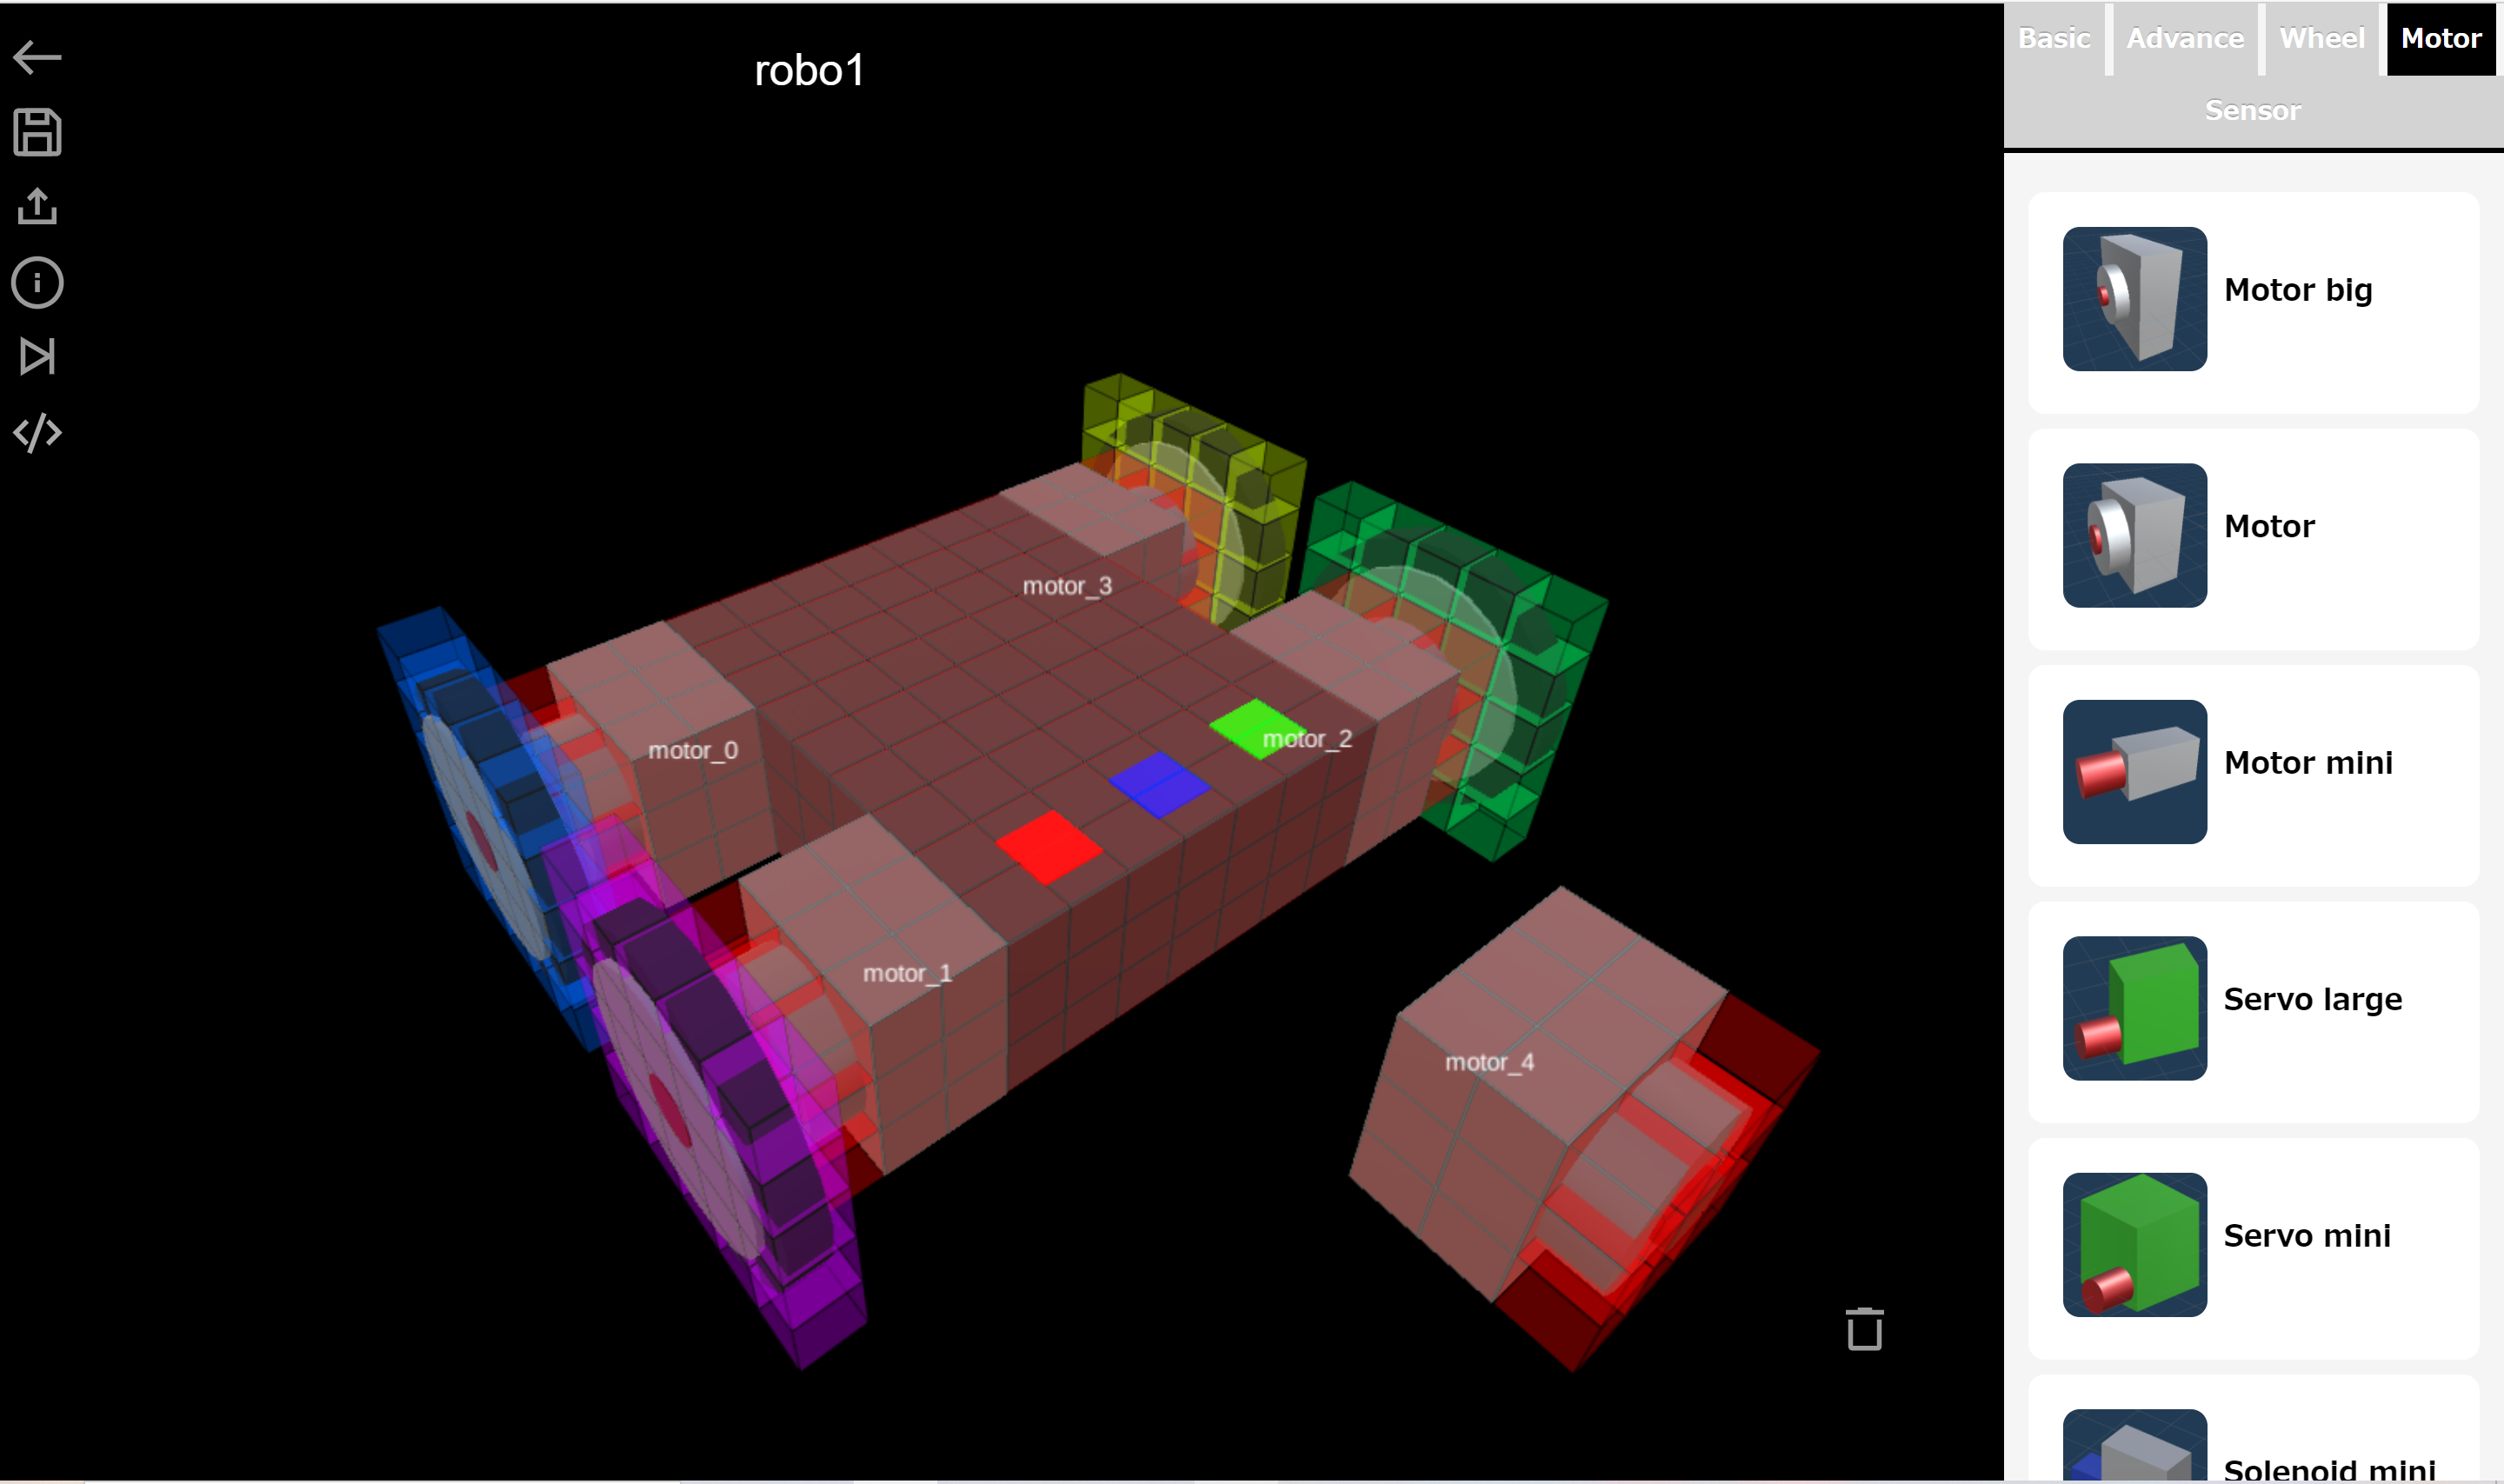 robo1
Basic
Advance
Wheel
Motor
Sensor
motor_3
motor_2
motor_0
motor_1
motor_4
Motor big
Motor
Motor mini
Servo large
Servo mini
Solenoid mini